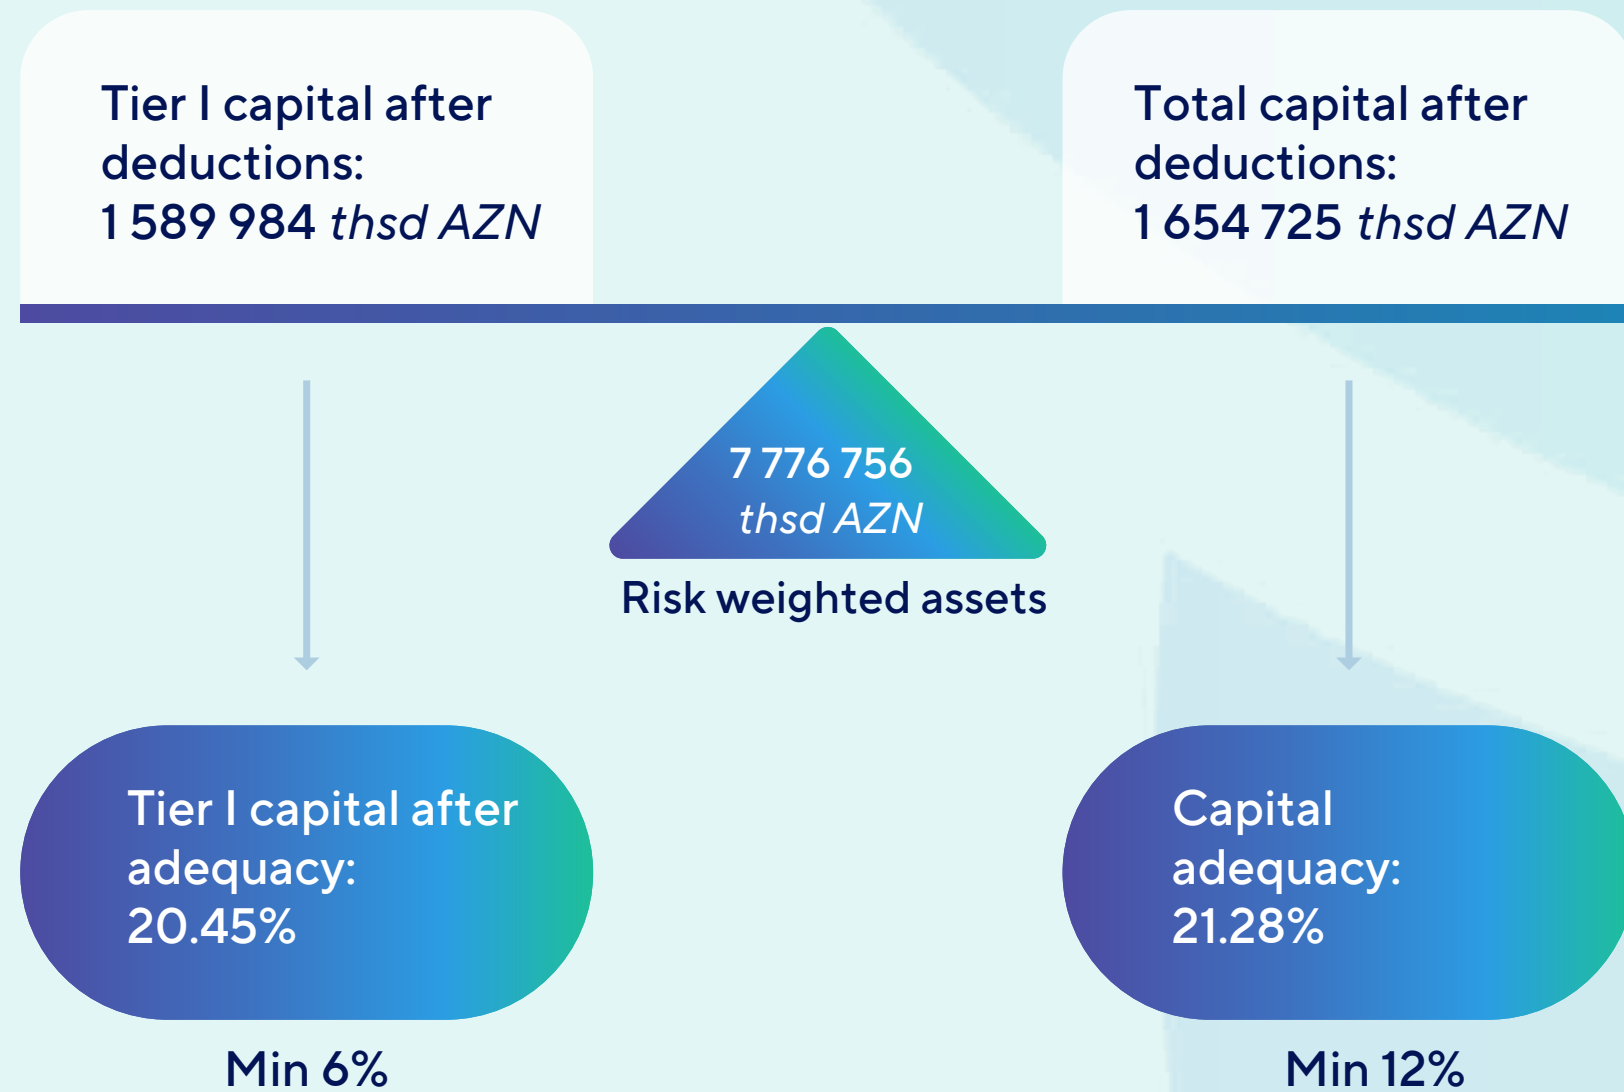 Tier I capital after
deductions:
1 589 984 thsd AZN
Total capital after
deductions:
1 654 725 thsd AZN
7 776 756
thsd AZN
Risk weighted assets
Tier I capital after
adequacy:
20.45%
Min 6%
Capital
adequacy:
21.28%
Min 12%